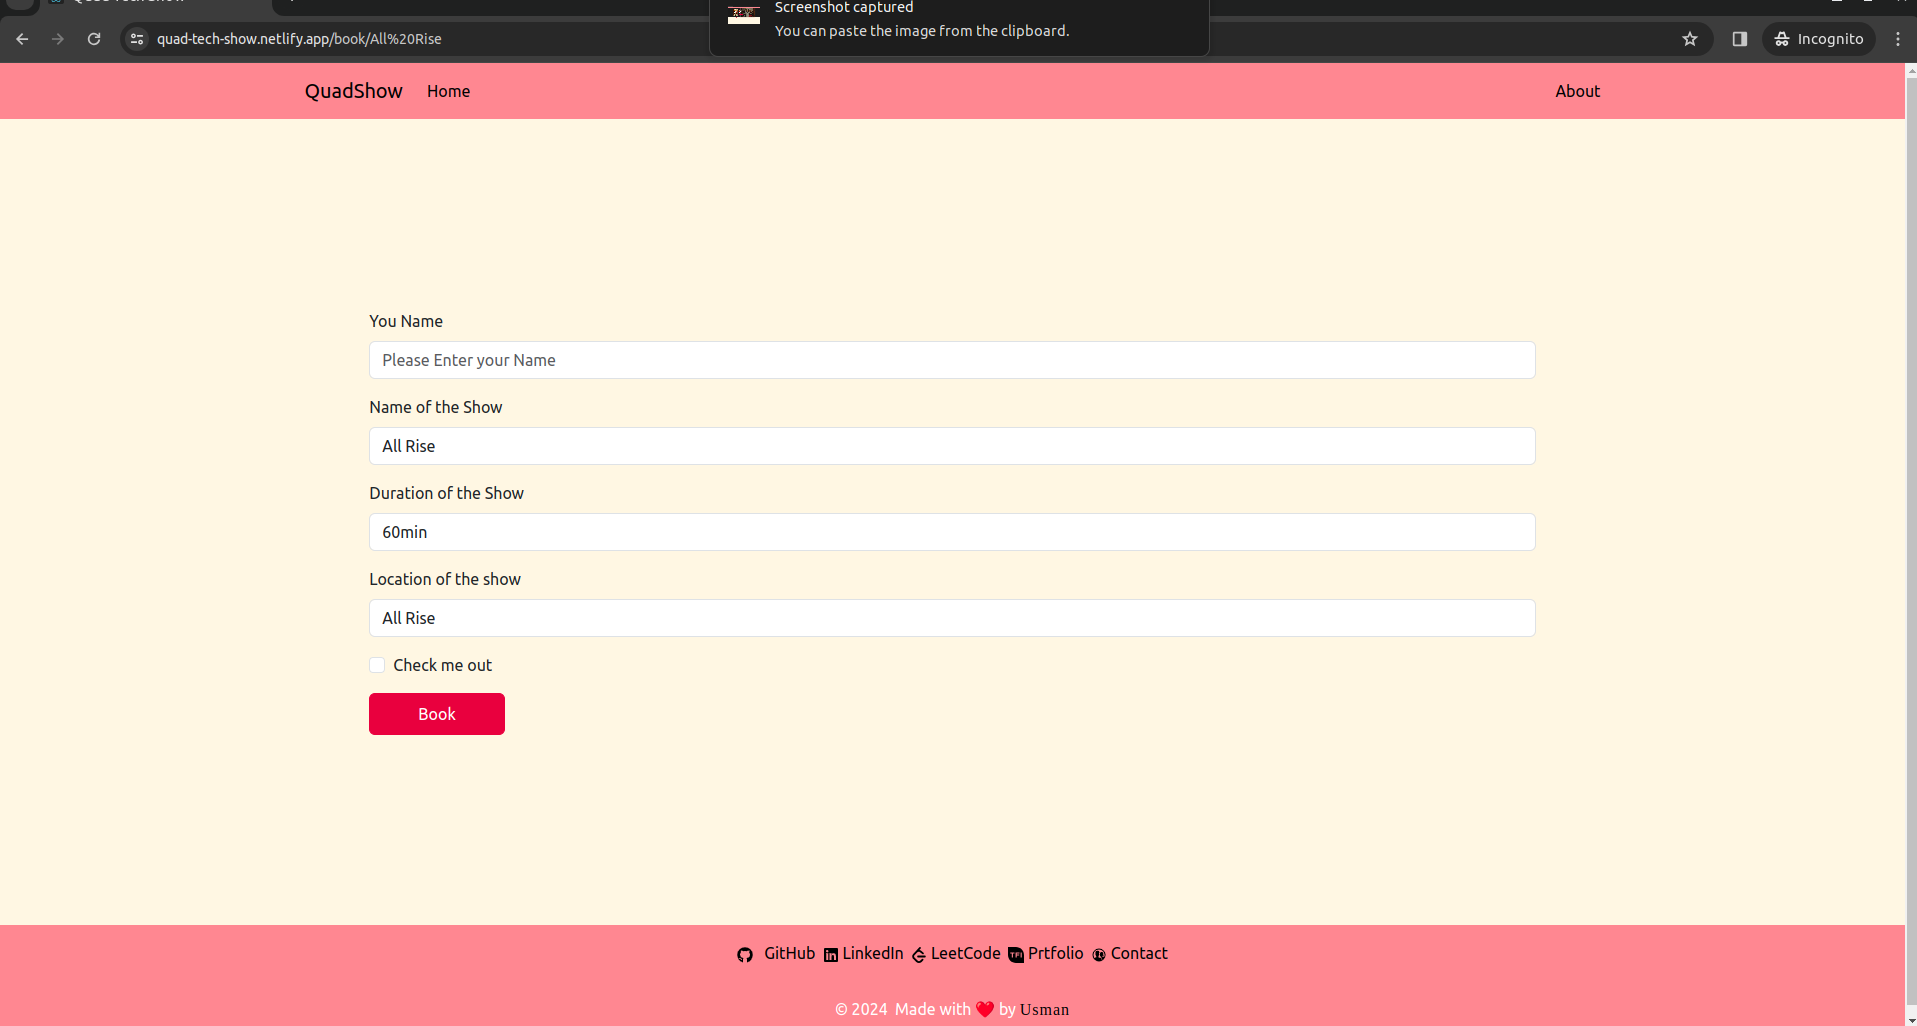 Screenshot captured
You can paste the image from the clipboard.
quad-tech-show.netlify.app/book/All%20Rise
Incognito
QuadShow Home About
You Name
Please Enter your Name
Name of the Show
All Rise
Duration of the Show
60min
Location of the show
All Rise
Check me out
Book
GitHub LinkedIn LeetCode TFI Prtfolio Contact
© 2024 Made with ❤️ by Usman